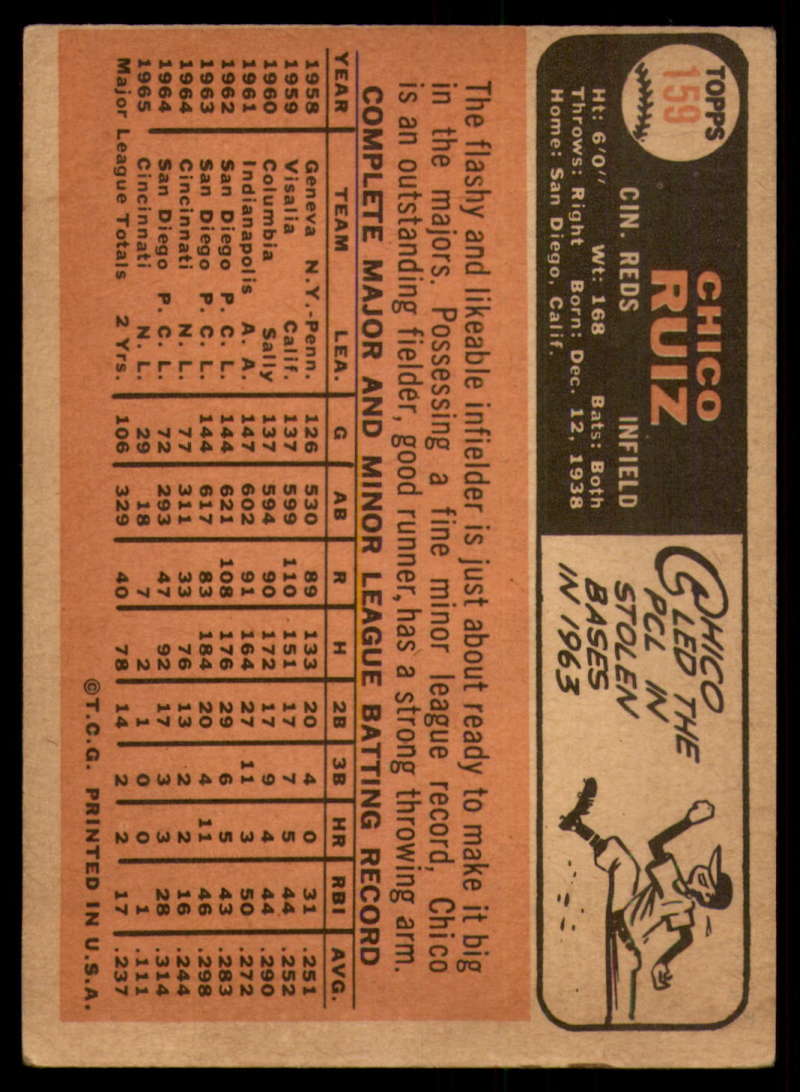 TOPPS
159
CHICO
RUIZ
CIN. REDS INFIELD
Ht: 6'0" Wt: 168 Bats: Both
Throws: Right Born: Dec. 12, 1938
Home: San Diego, Calif.
CHICO
LED THE
PCL IN
STOLEN
BASES
IN 1963
The flashy and likeable infielder is just about ready to make it big
in the majors. Possessing a fine minor league record, Chico
is an outstanding fielder, good runner, has a strong throwing arm.
COMPLETE MAJOR AND MINOR LEAGUE BATTING RECORD
YEAR TEAM LEA. G AB R H 2B 3B HR RBI AVG.
1958 Geneva N.Y.-Penn. 126 530 89 133 20 4 0 31 .251
1959 Visalia Calif. 137 599 110 151 17 7 5 44 .252
1960 Columbia Sally 137 594 90 172 17 9 4 44 .290
1961 Indianapolis A. A. 147 602 91 164 27 11 3 50 .272
1962 San Diego P. C. L. 144 621 108 176 29 6 5 43 .283
1963 San Diego P. C. L. 144 617 83 184 20 4 11 46 .298
1964 Cincinnati N. L. 77 311 33 76 13 2 2 16 .244
1964 San Diego P. C. L. 72 293 47 92 17 3 3 28 .314
1965 Cincinnati N. L. 29 18 7 2 1 0 0 1 .111
Major League Totals 2 Yrs. 106 329 40 78 14 2 2 17 .237
©T.C.G. PRINTED IN U.S.A.